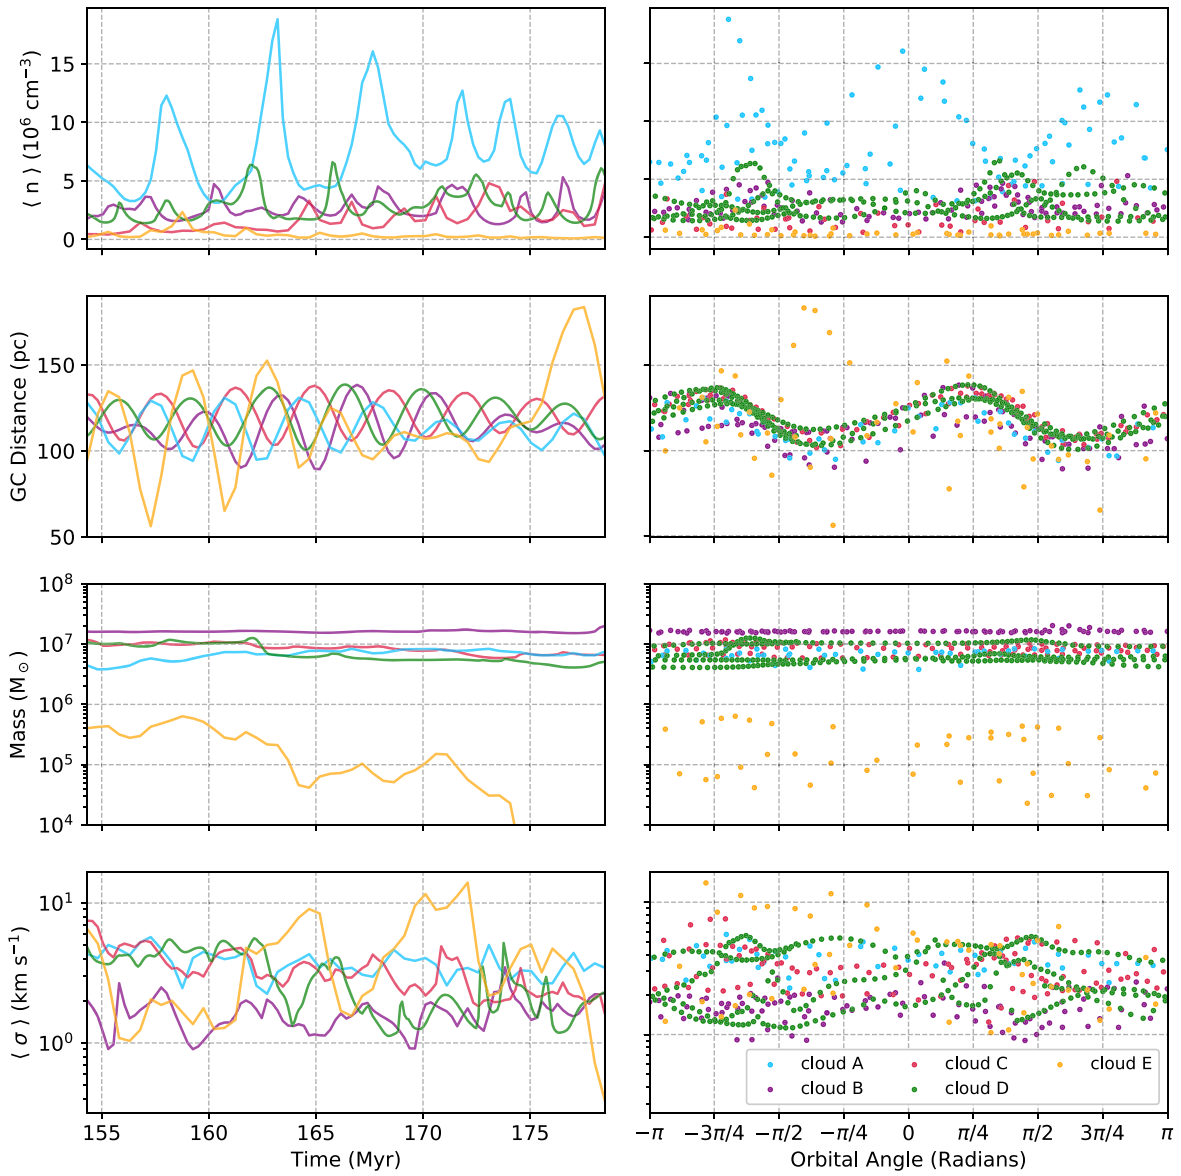 ⟨ n ⟩ (10⁶ cm⁻³)
15
10
5
0
GC Distance (pc)
150
100
50
Mass (M⊙)
10⁸
10⁷
10⁶
10⁵
10⁴
⟨ σ ⟩ (km s⁻¹)
10¹
10⁰
cloud A cloud C cloud E
cloud B cloud D
155 160 165 170 175
−π −3π/4 −π/2 −π/4 0 π/4 π/2 3π/4 π
Time (Myr)
Orbital Angle (Radians)